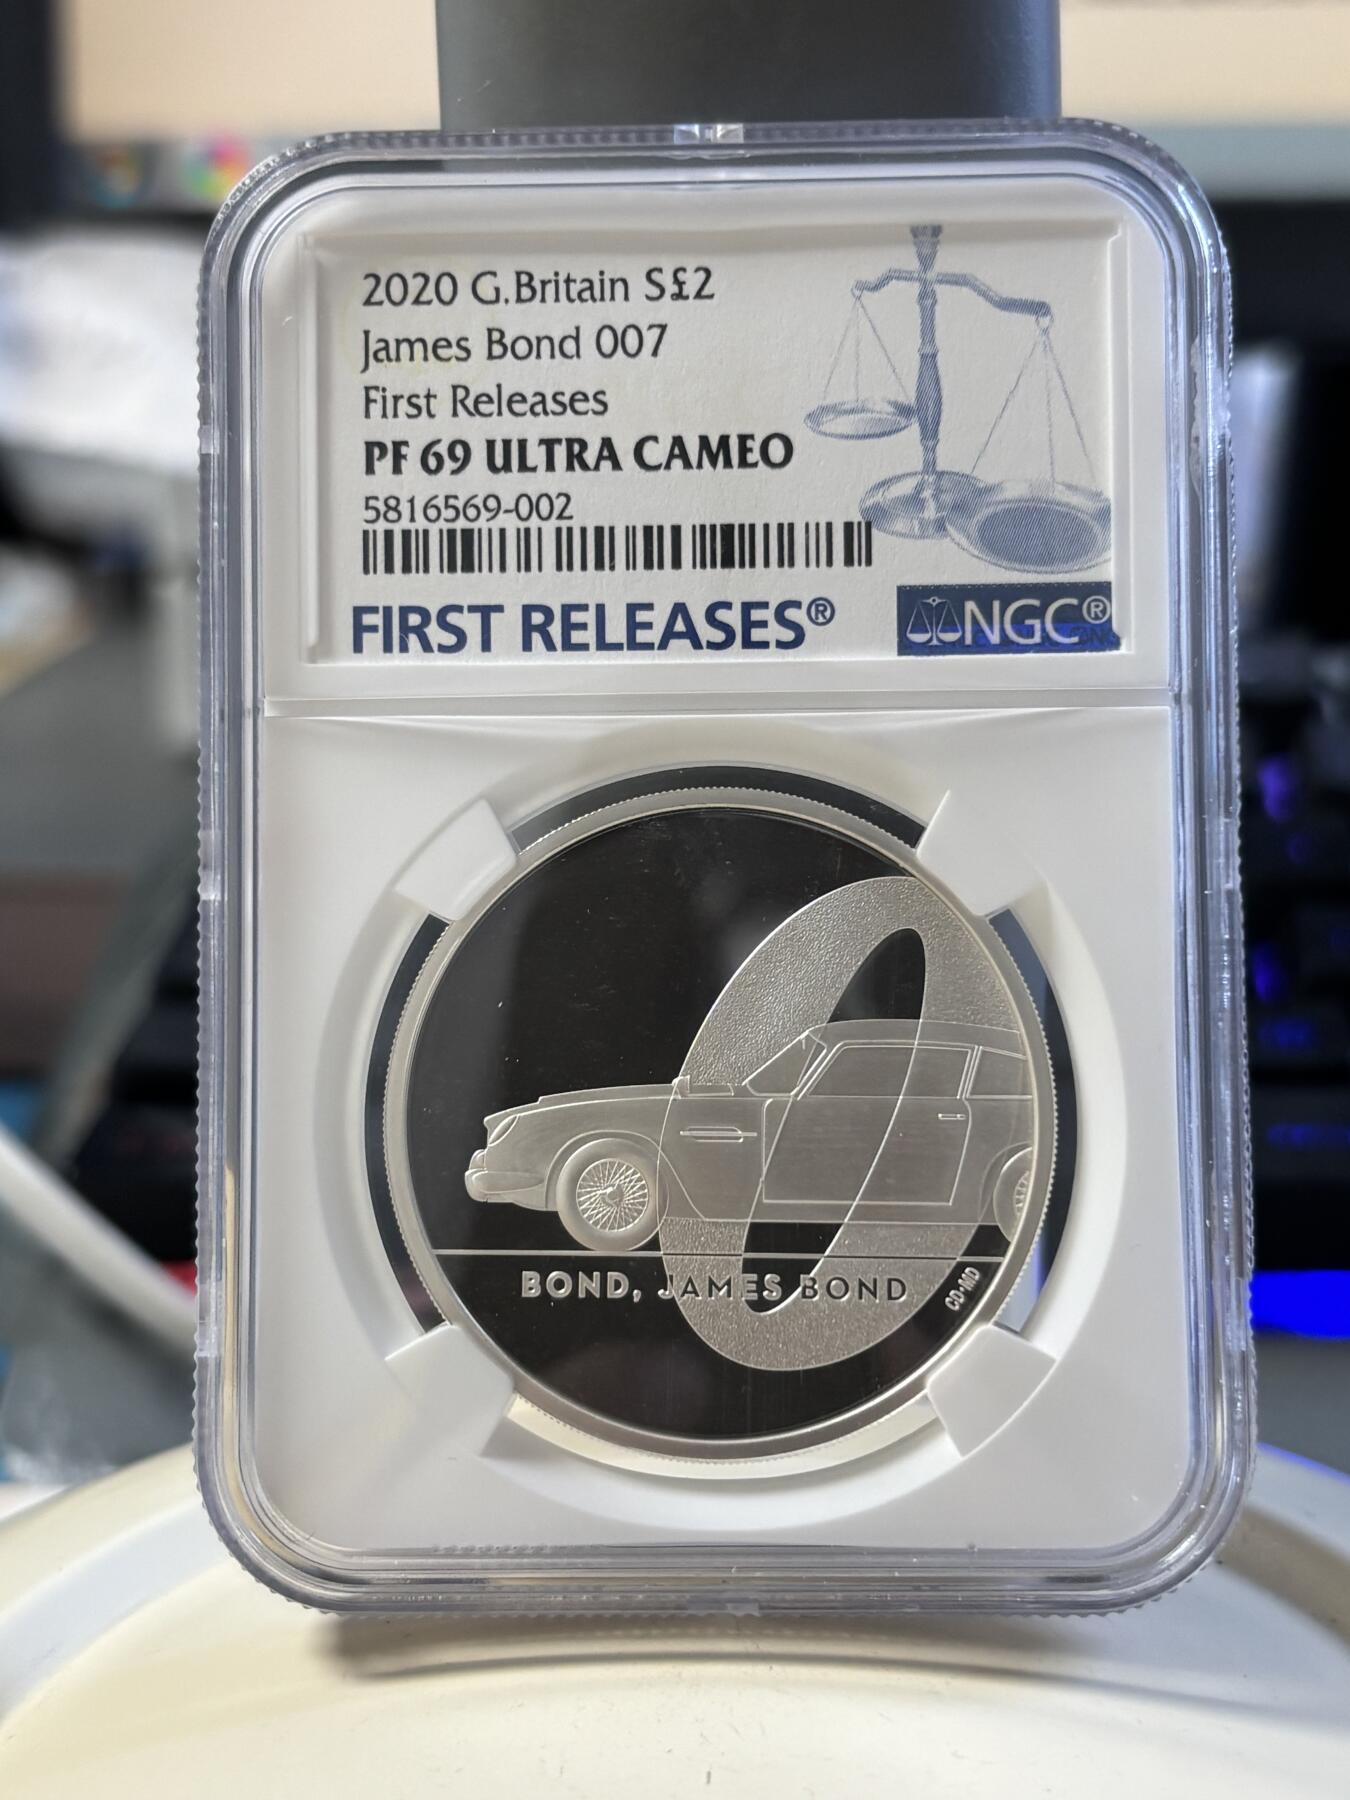 2020 G.Britain S£2
James Bond 007
First Releases
PF 69 ULTRA CAMEO
5816569-002
FIRST RELEASES®
NGC®
BOND, JAMES BOND
CD·MD